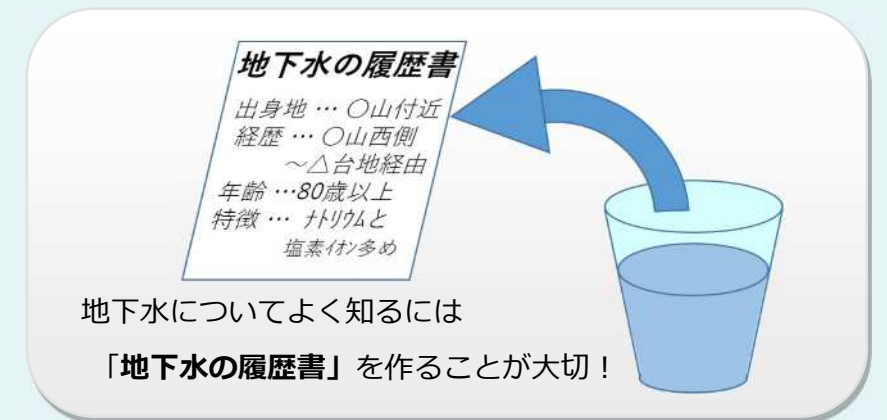 地下水の履歴書
出身地 … 〇山付近
経歴 … 〇山西側
～△台地経由
年齢 …80歳以上
特徴 … ﾅﾄﾘｳﾑと
塩素ｲｵﾝ多め
地下水についてよく知るには
「地下水の履歴書」を作ることが大切！